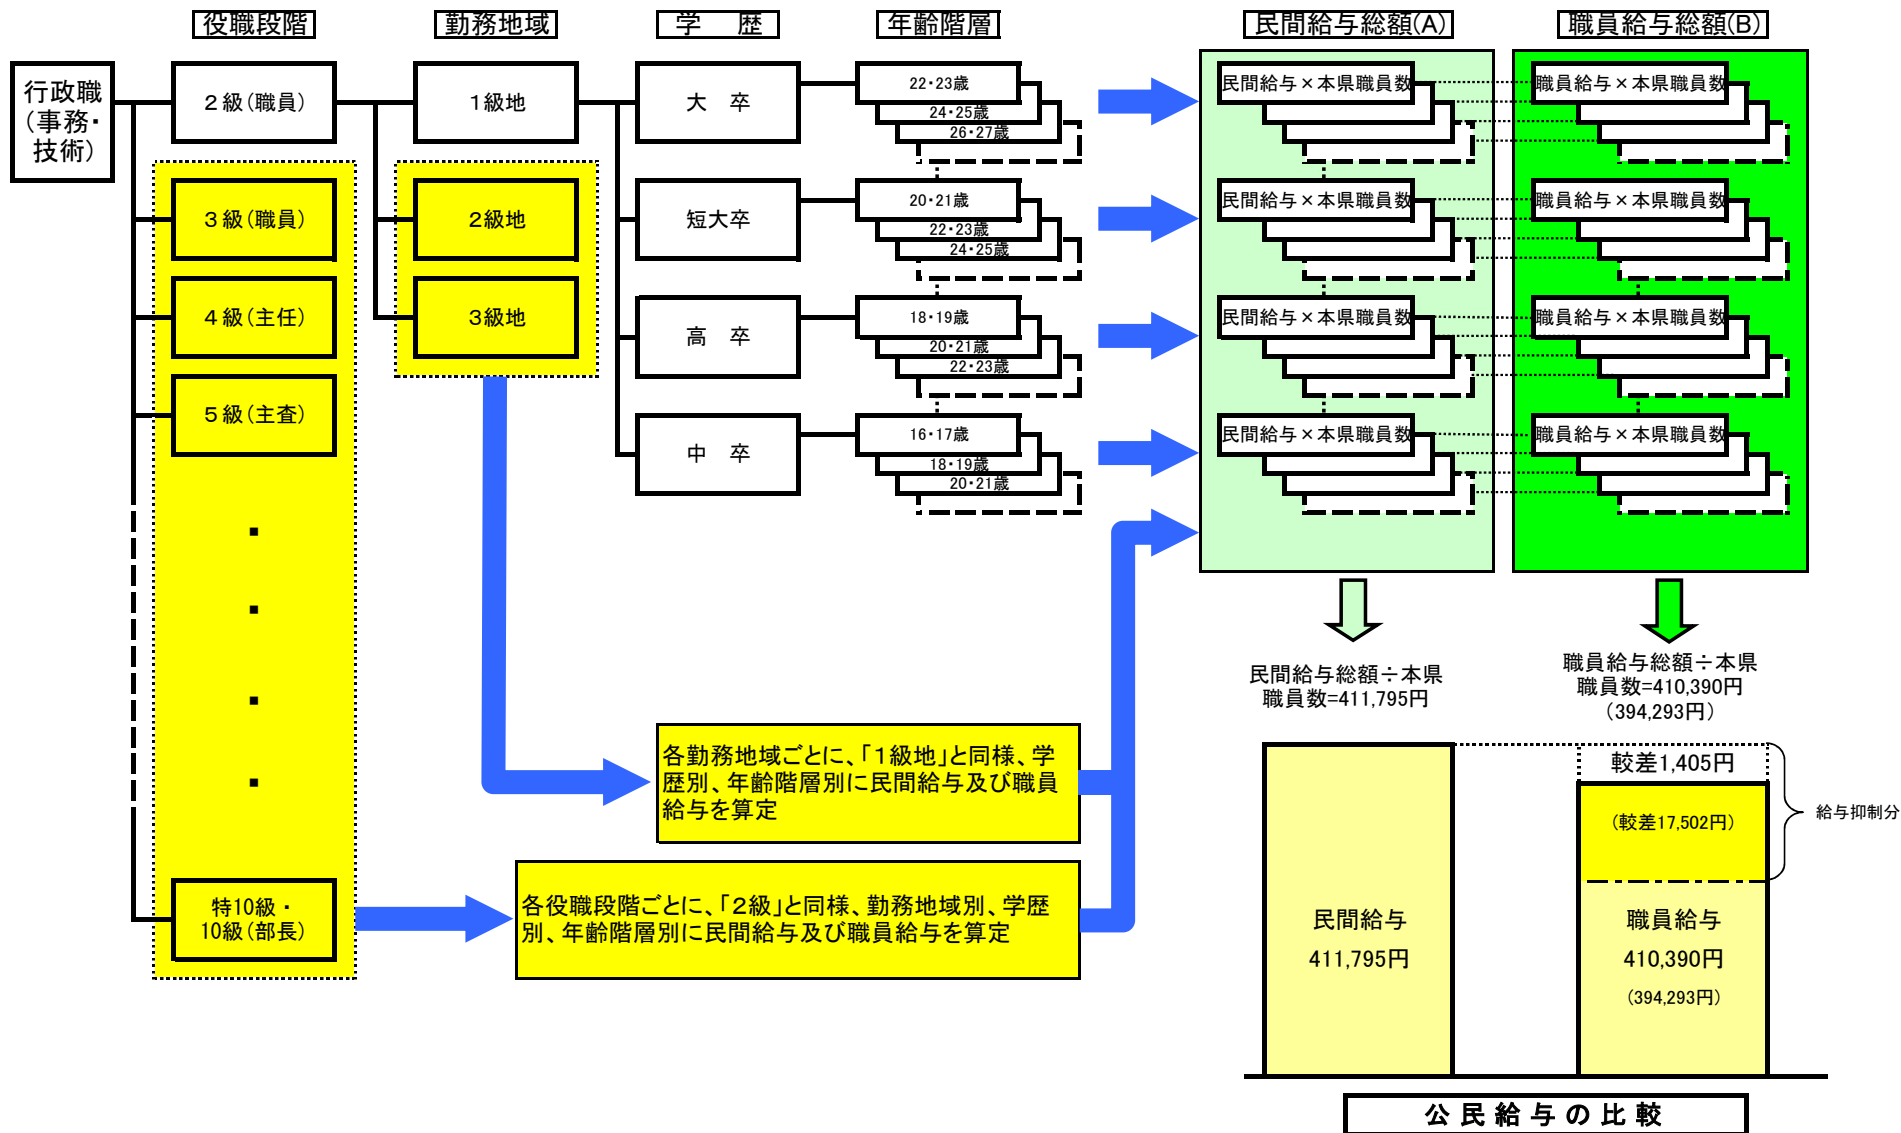 役職段階
勤務地域
学　歴
年齢階層
民間給与総額(A)
職員給与総額(B)
行政職
(事務・
技術)
２級(職員)
３級(職員)
４級(主任)
５級(主査)
・
・
・
・
特10級・
10級(部長)
１級地
２級地
３級地
大　卒
短大卒
高　卒
中　卒
22・23歳
24・25歳
26・27歳
20・21歳
22・23歳
24・25歳
18・19歳
20・21歳
22・23歳
16・17歳
18・19歳
20・21歳
民間給与×本県職員数
民間給与×本県職員数
民間給与×本県職員数
民間給与×本県職員数
職員給与×本県職員数
職員給与×本県職員数
職員給与×本県職員数
職員給与×本県職員数
民間給与総額÷本県
職員数=411,795円
職員給与総額÷本県
職員数=410,390円
(394,293円)
各勤務地域ごとに、「１級地」と同様、学
歴別、年齢階層別に民間給与及び職員
給与を算定
各役職段階ごとに、「２級」と同様、勤務地域別、学歴
別、年齢階層別に民間給与及び職員給与を算定
較差1,405円
(較差17,502円)
給与抑制分
民間給与
411,795円
職員給与
410,390円
(394,293円)
公民給与の比較